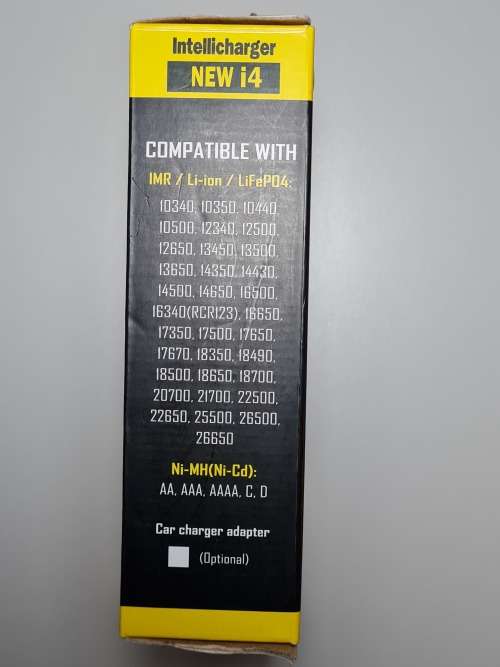 Intellicharger
NEW i4
COMPATIBLE WITH
IMR / Li-ion / LiFePO4:
10340, 10350, 10440,
10500, 12340, 12500,
12650, 13450, 13500,
13650, 14350, 14430,
14500, 14650, 16500,
16340(RCR123), 16650,
17350, 17500, 17650,
17670, 18350, 18490,
18500, 18650, 18700,
20700, 21700, 22500,
22650, 25500, 26500,
26650
Ni-MH(Ni-Cd):
AA, AAA, AAAA, C, D
Car charger adapter
(Optional)